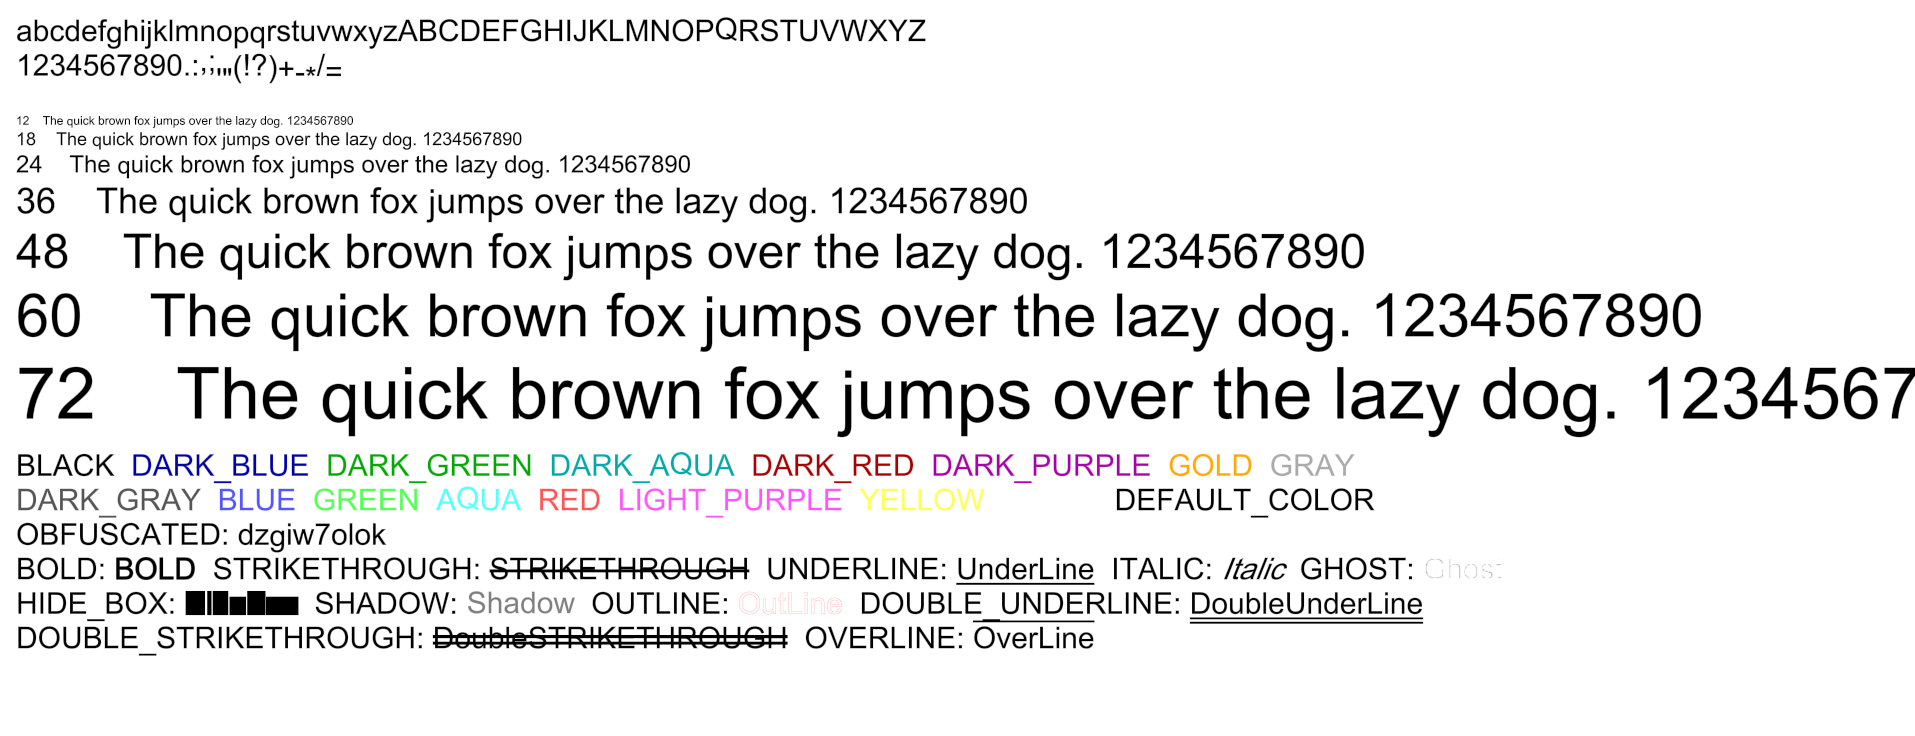 abcdefghijklmnopqrstuvwxyzABCDEFGHIJKLMNOPQRSTUVWXYZ
1234567890.:,;'"(!?)+-*/=
12 The quick brown fox jumps over the lazy dog. 1234567890
18 The quick brown fox jumps over the lazy dog. 1234567890
24 The quick brown fox jumps over the lazy dog. 1234567890
36 The quick brown fox jumps over the lazy dog. 1234567890
48 The quick brown fox jumps over the lazy dog. 1234567890
60 The quick brown fox jumps over the lazy dog. 1234567890
72 The quick brown fox jumps over the lazy dog. 1234567
BLACK DARK_BLUE DARK_GREEN DARK_AQUA DARK_RED DARK_PURPLE GOLD GRAY
DARK_GRAY BLUE GREEN AQUA RED LIGHT_PURPLE YELLOW DEFAULT_COLOR
OBFUSCATED: dzgiw7olok
BOLD: BOLD STRIKETHROUGH: STRIKETHROUGH UNDERLINE: UnderLine ITALIC: Italic GHOST: Ghost
HIDE_BOX: SHADOW: Shadow OUTLINE: OutLine DOUBLE_UNDERLINE: DoubleUnderLine
DOUBLE_STRIKETHROUGH: DoubleSTRIKETHROUGH OVERLINE: OverLine